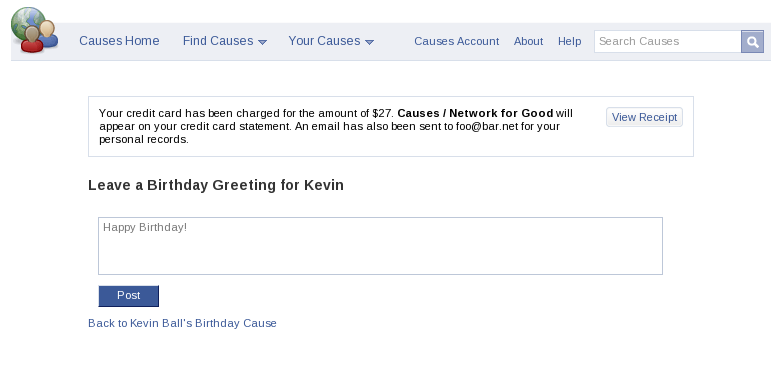 Causes Home Find Causes Your Causes Causes Account About Help Search Causes
Your credit card has been charged for the amount of $27. Causes / Network for Good will
appear on your credit card statement. An email has also been sent to foo@bar.net for your
personal records.
View Receipt
Leave a Birthday Greeting for Kevin
Happy Birthday!
Post
Back to Kevin Ball's Birthday Cause